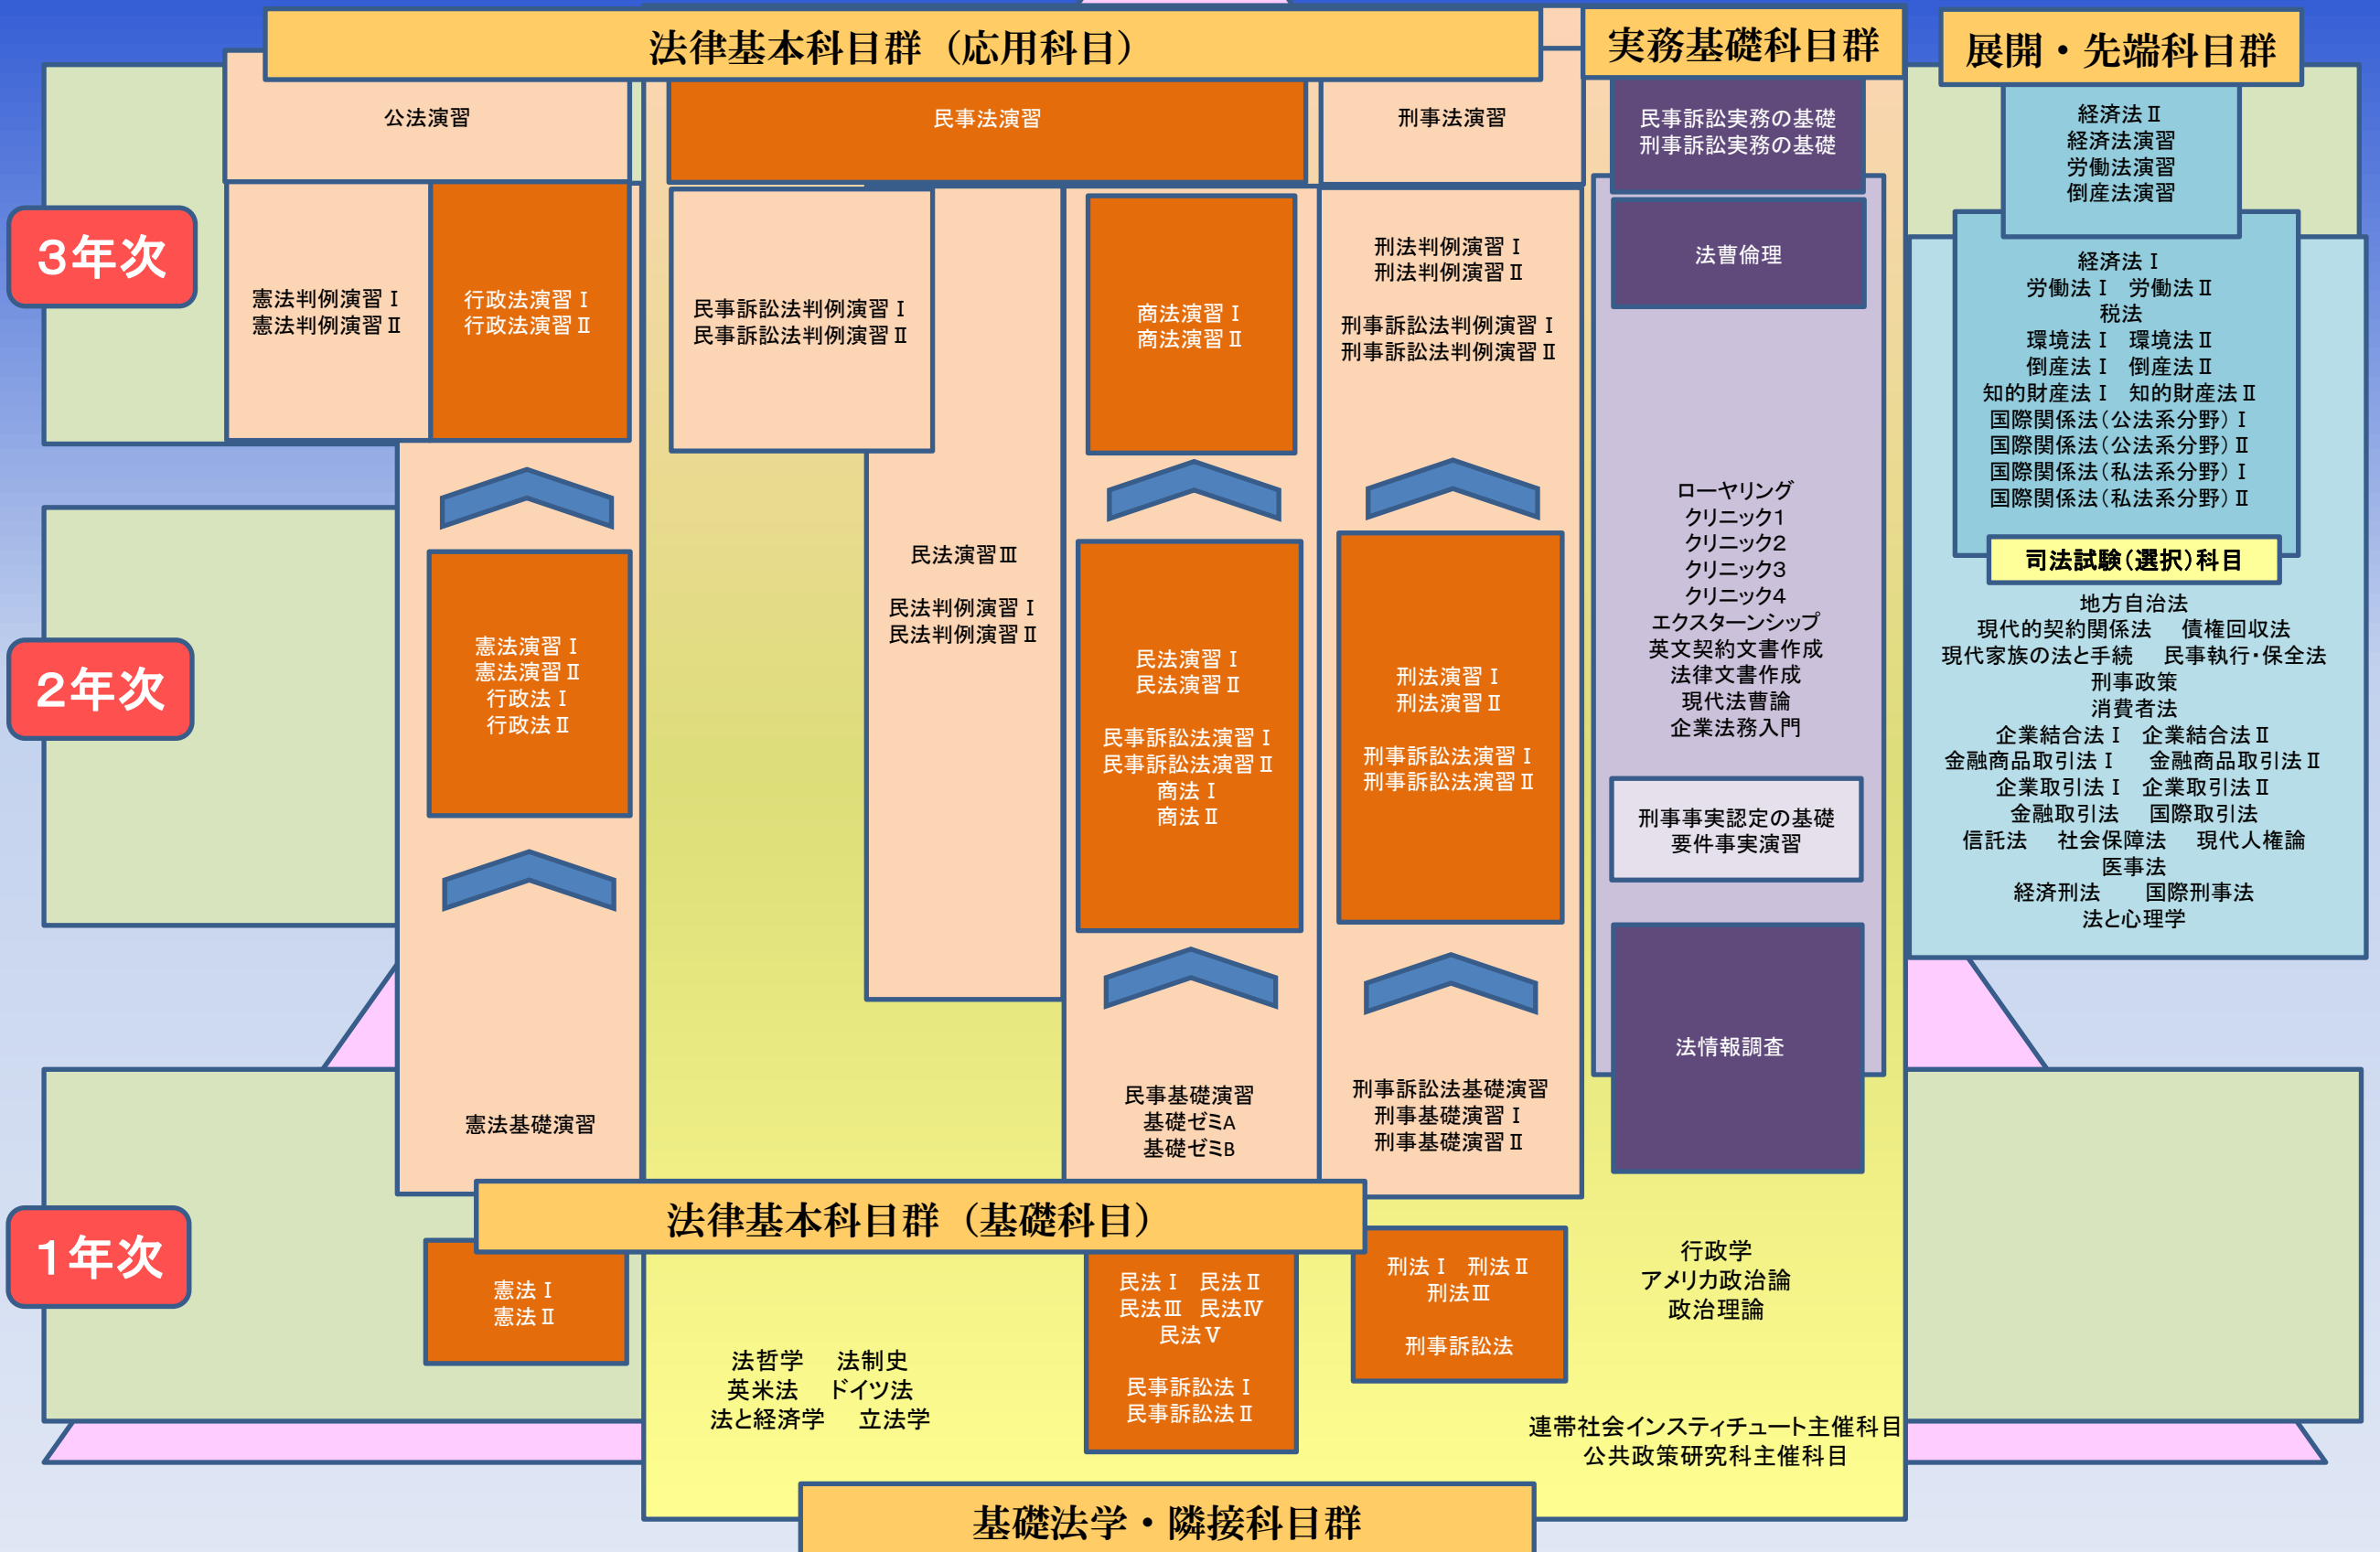 法律基本科目群（応用科目）
実務基礎科目群
展開・先端科目群
3年次
公法演習
民事法演習
刑事法演習
民事訴訟実務の基礎
刑事訴訟実務の基礎
経済法Ⅱ
経済法演習
労働法演習
倒産法演習
憲法判例演習Ⅰ
憲法判例演習Ⅱ
行政法演習Ⅰ
行政法演習Ⅱ
民事訴訟法判例演習Ⅰ
民事訴訟法判例演習Ⅱ
商法演習Ⅰ
商法演習Ⅱ
刑法判例演習Ⅰ
刑法判例演習Ⅱ
刑事訴訟法判例演習Ⅰ
刑事訴訟法判例演習Ⅱ
法曹倫理
経済法Ⅰ
労働法Ⅰ　労働法Ⅱ
税法
環境法Ⅰ　環境法Ⅱ
倒産法Ⅰ　倒産法Ⅱ
知的財産法Ⅰ　知的財産法Ⅱ
国際関係法（公法系分野）Ⅰ
国際関係法（公法系分野）Ⅱ
国際関係法（私法系分野）Ⅰ
国際関係法（私法系分野）Ⅱ
司法試験（選択）科目
2年次
憲法演習Ⅰ
憲法演習Ⅱ
行政法Ⅰ
行政法Ⅱ
民法演習Ⅲ
民法判例演習Ⅰ
民法判例演習Ⅱ
民法演習Ⅰ
民法演習Ⅱ
民事訴訟法演習Ⅰ
民事訴訟法演習Ⅱ
商法Ⅰ
商法Ⅱ
刑法演習Ⅰ
刑法演習Ⅱ
刑事訴訟法演習Ⅰ
刑事訴訟法演習Ⅱ
ローヤリング
クリニック1
クリニック2
クリニック3
クリニック4
エクスターンシップ
英文契約文書作成
法律文書作成
現代法曹論
企業法務入門
刑事事実認定の基礎
要件事実演習
地方自治法
現代的契約関係法　債権回収法
現代家族の法と手続　民事執行・保全法
刑事政策
消費者法
企業結合法Ⅰ　企業結合法Ⅱ
金融商品取引法Ⅰ　金融商品取引法Ⅱ
企業取引法Ⅰ　企業取引法Ⅱ
金融取引法　国際取引法
信託法　社会保障法　現代人権論
医事法
経済刑法　国際刑事法
法と心理学
法情報調査
憲法基礎演習
民事基礎演習
基礎ゼミA
基礎ゼミB
刑事訴訟法基礎演習
刑事基礎演習Ⅰ
刑事基礎演習Ⅱ
法律基本科目群（基礎科目）
1年次
憲法Ⅰ
憲法Ⅱ
法哲学　法制史
英米法　ドイツ法
法と経済学　立法学
民法Ⅰ　民法Ⅱ
民法Ⅲ　民法Ⅳ
民法Ⅴ
民事訴訟法Ⅰ
民事訴訟法Ⅱ
刑法Ⅰ　刑法Ⅱ
刑法Ⅲ
刑事訴訟法
行政学
アメリカ政治論
政治理論
連帯社会インスティチュート主催科目
公共政策研究科主催科目
基礎法学・隣接科目群